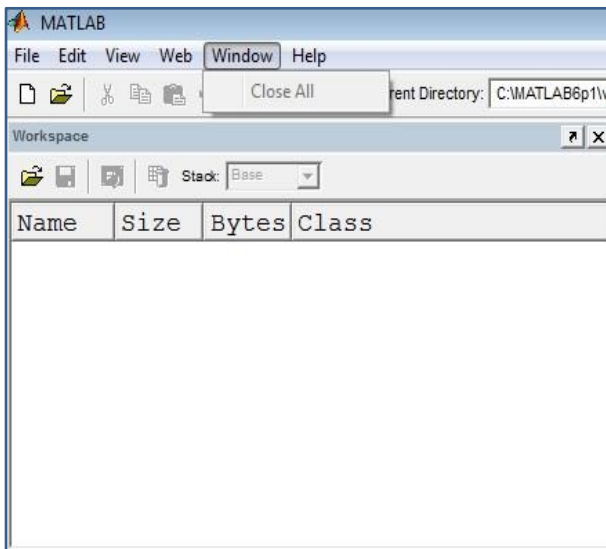 MATLAB
File Edit View Web Window Help
Close All rent Directory: C:\MATLAB6p1\
Workspace
Stack: Base
Name Size Bytes Class